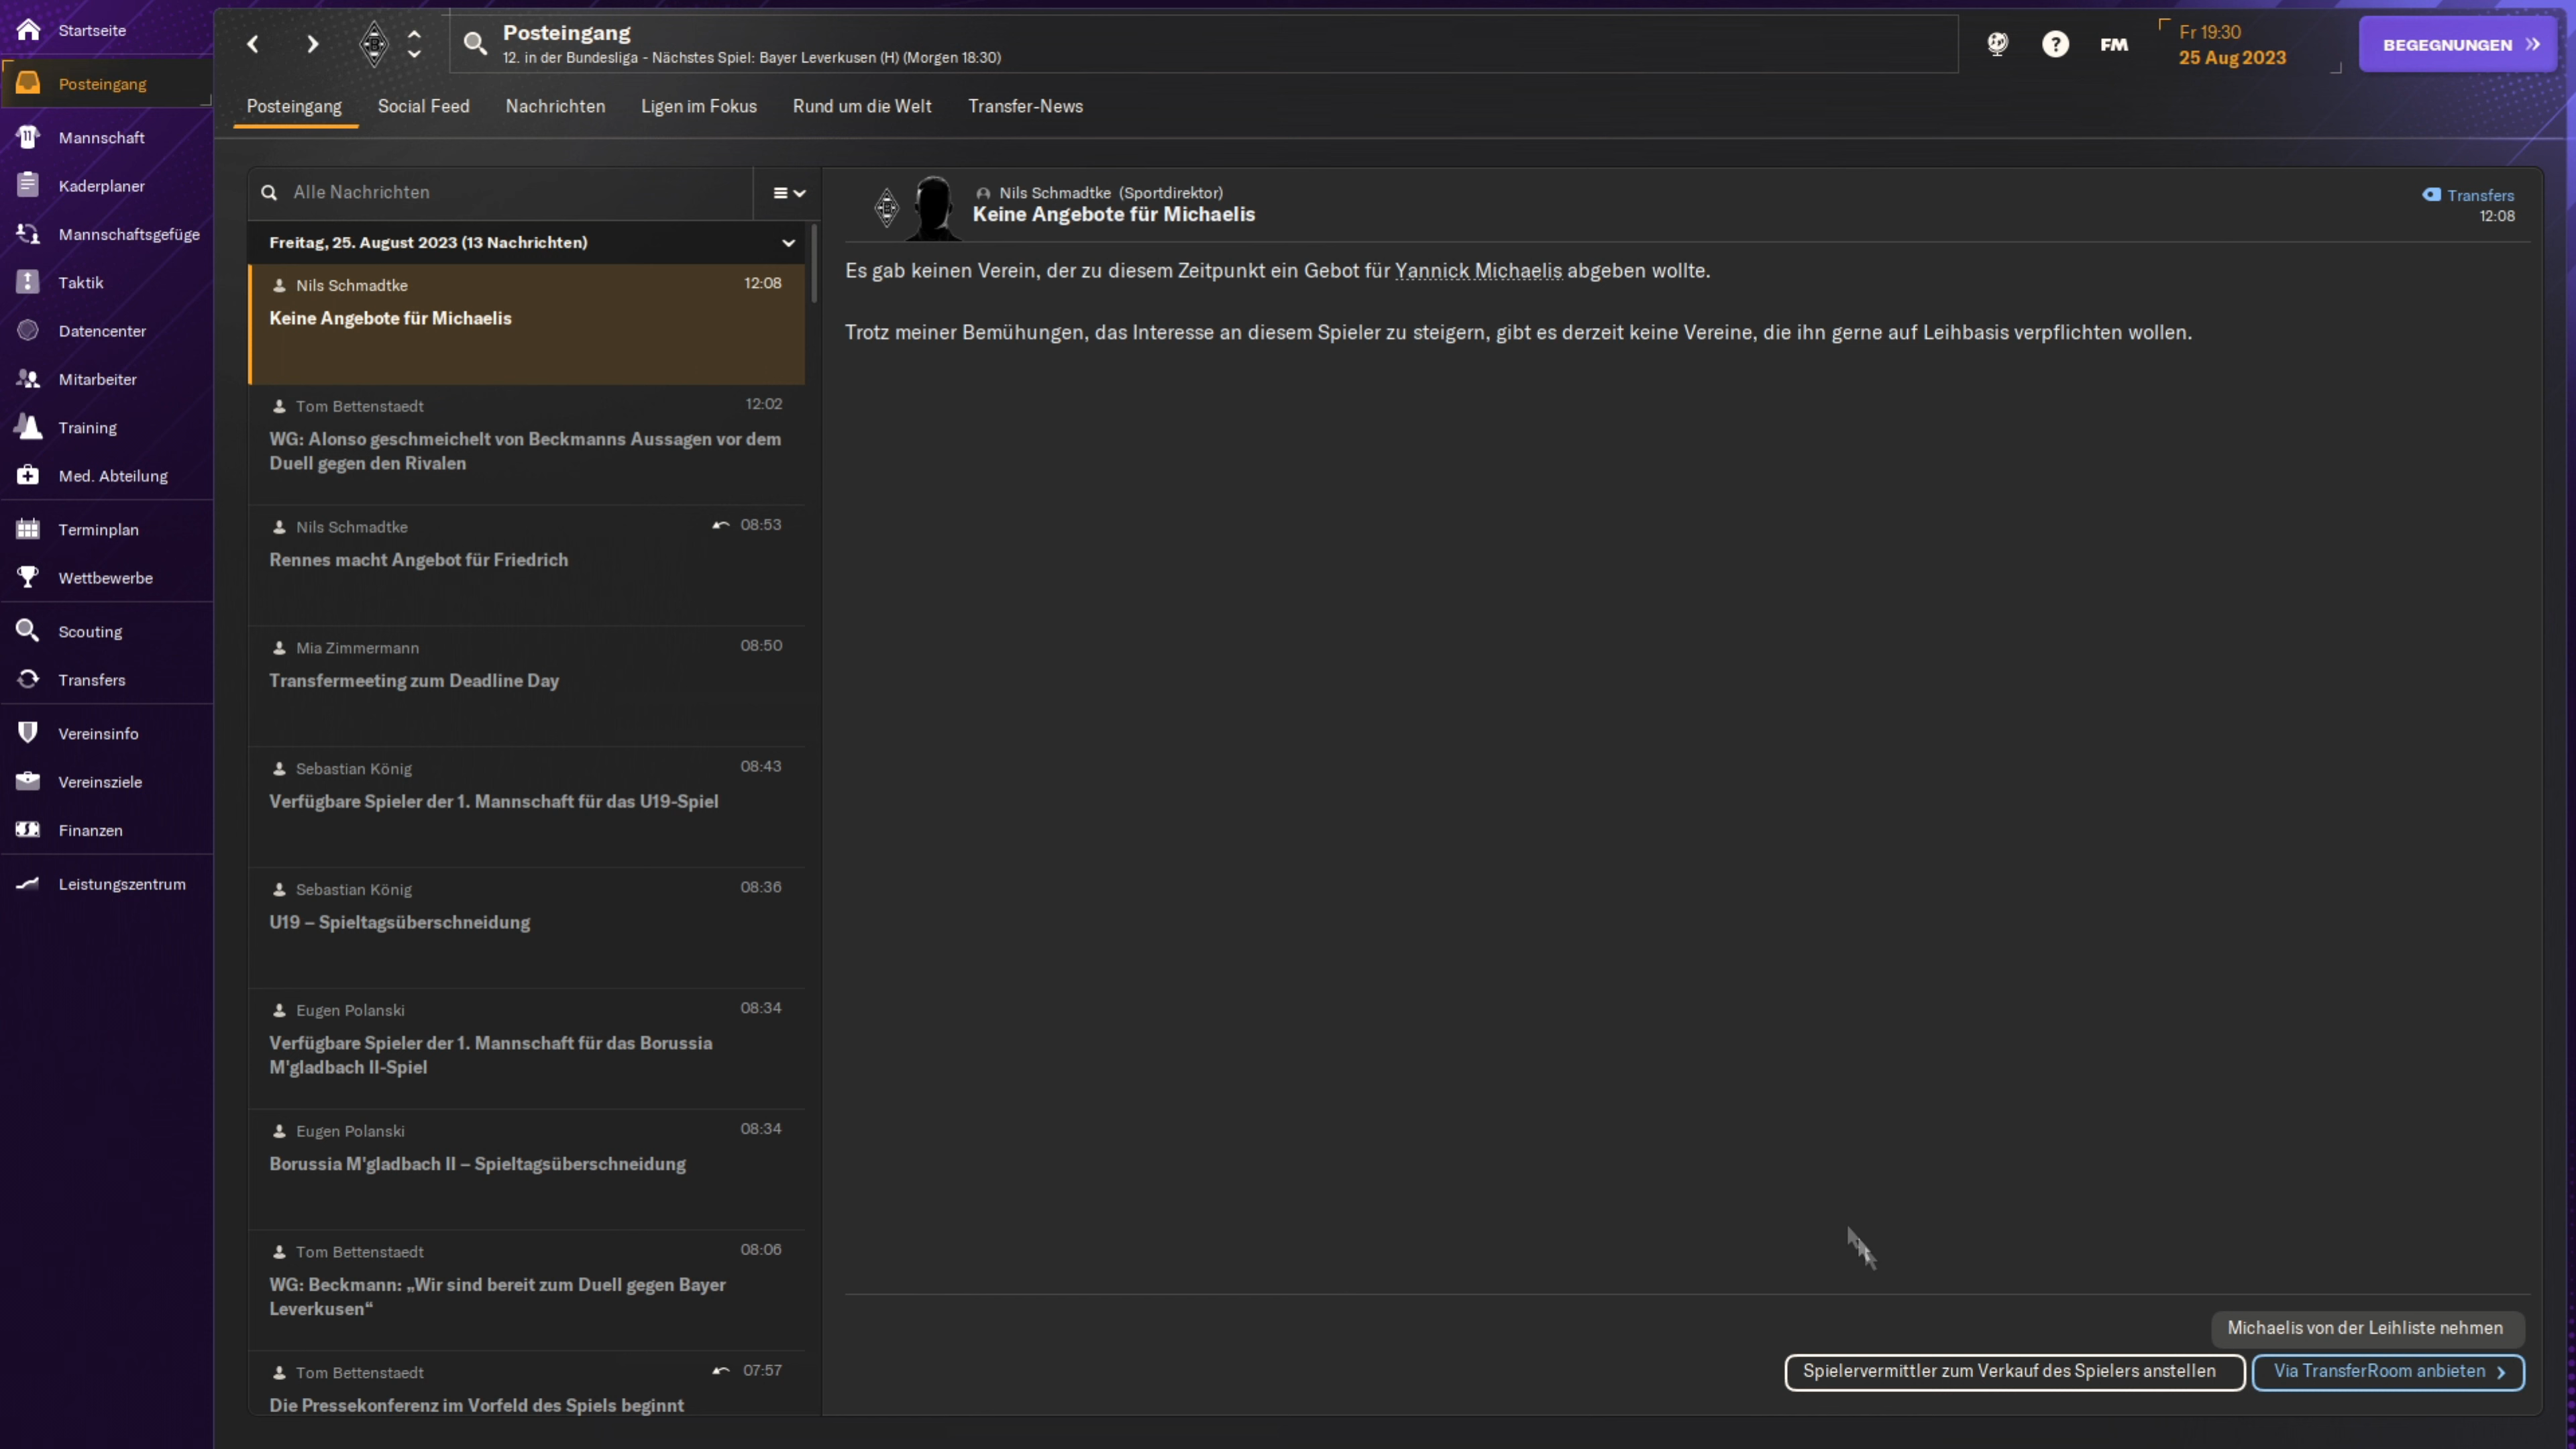 Startseite
Posteingang
Mannschaft
Kaderplaner
Mannschaftsgefüge
Taktik
Datencenter
Mitarbeiter
Training
Med. Abteilung
Terminplan
Wettbewerbe
Scouting
Transfers
Vereinsinfo
Vereinsziele
Finanzen
Leistungszentrum
Posteingang
12. in der Bundesliga - Nächstes Spiel: Bayer Leverkusen (H) (Morgen 18:30)
FM
Fr 19:30
25 Aug 2023
BEGEGNUNGEN
Posteingang Social Feed Nachrichten Ligen im Fokus Rund um die Welt Transfer-News
Alle Nachrichten
Freitag, 25. August 2023 (13 Nachrichten)
Nils Schmadtke 12:08
Keine Angebote für Michaelis
Tom Bettenstaedt 12:02
WG: Alonso geschmeichelt von Beckmanns Aussagen vor dem
Duell gegen den Rivalen
Nils Schmadtke 08:53
Rennes macht Angebot für Friedrich
Mia Zimmermann 08:50
Transfermeeting zum Deadline Day
Sebastian König 08:43
Verfügbare Spieler der 1. Mannschaft für das U19-Spiel
Sebastian König 08:36
U19 – Spieltagsüberschneidung
Eugen Polanski 08:34
Verfügbare Spieler der 1. Mannschaft für das Borussia
M'gladbach II-Spiel
Eugen Polanski 08:34
Borussia M'gladbach II – Spieltagsüberschneidung
Tom Bettenstaedt 08:06
WG: Beckmann: „Wir sind bereit zum Duell gegen Bayer
Leverkusen“
Tom Bettenstaedt 07:57
Die Pressekonferenz im Vorfeld des Spiels beginnt
Nils Schmadtke (Sportdirektor)
Keine Angebote für Michaelis
Transfers
12:08
Es gab keinen Verein, der zu diesem Zeitpunkt ein Gebot für Yannick Michaelis abgeben wollte.
Trotz meiner Bemühungen, das Interesse an diesem Spieler zu steigern, gibt es derzeit keine Vereine, die ihn gerne auf Leihbasis verpflichten wollen.
Michaelis von der Leihliste nehmen
Spielervermittler zum Verkauf des Spielers anstellen
Via TransferRoom anbieten